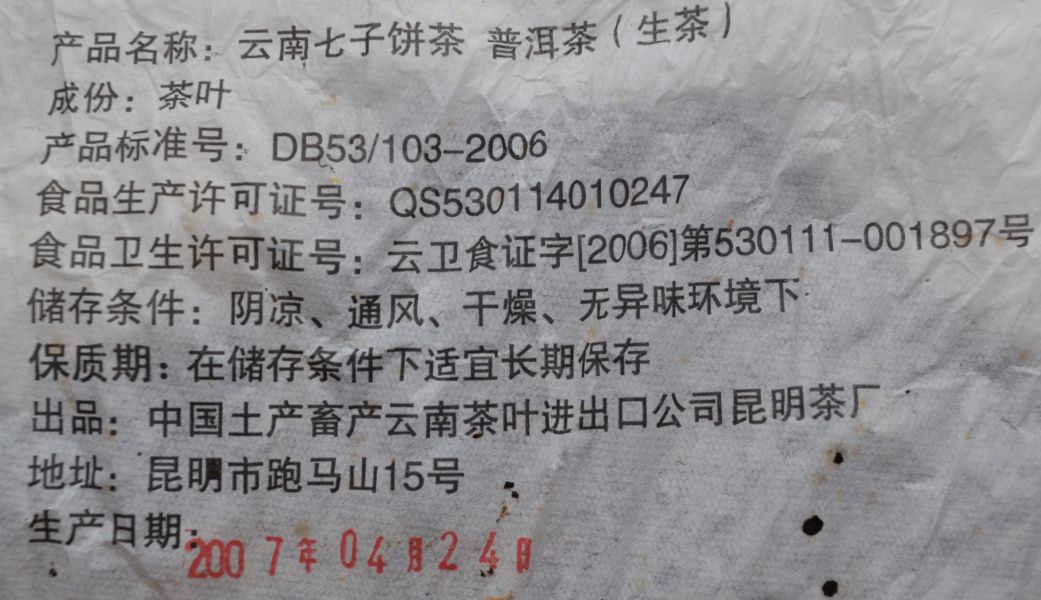 产品名称：云南七子饼茶 普洱茶（生茶）
成份：茶叶
产品标准号：DB53/103-2006
食品生产许可证号：QS530114010247
食品卫生许可证号：云卫食证字[2006]第530111-001897号
储存条件：阴凉、通风、干燥、无异味环境下
保质期：在储存条件下适宜长期保存
出品：中国土产畜产云南茶叶进出口公司昆明茶厂
地址：昆明市跑马山15号
生产日期：2007年04月24日